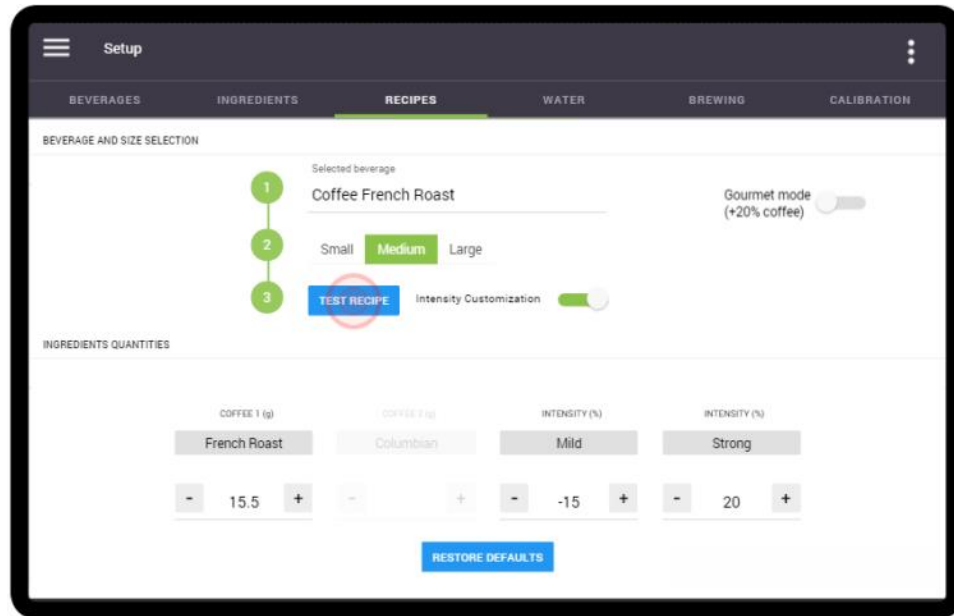 Setup
BEVERAGES INGREDIENTS RECIPES WATER BREWING CALIBRATION
BEVERAGE AND SIZE SELECTION
1
Selected beverage
Coffee French Roast
Gourmet mode
(+20% coffee)
2
Small Medium Large
3
TEST RECIPE
Intensity Customization
INGREDIENTS QUANTITIES
COFFEE 1 (g) COFFEE 2 (g) INTENSITY (%) INTENSITY (%)
French Roast Columbian Mild Strong
- 15.5 + - + - -15 + - 20 +
RESTORE DEFAULTS